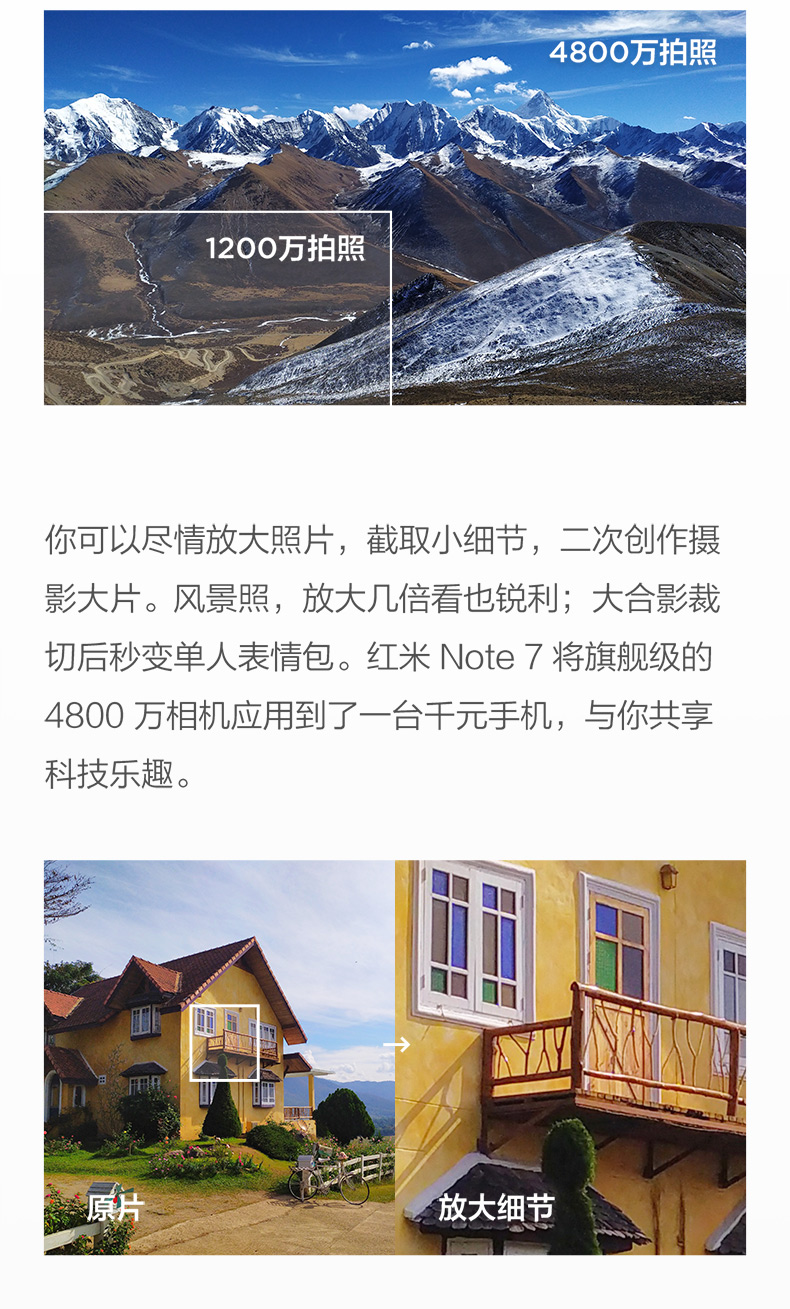 4800万拍照
1200万拍照
你可以尽情放大照片，截取小细节，二次创作摄
影大片。风景照，放大几倍看也锐利；大合影裁
切后秒变单人表情包。红米 Note 7 将旗舰级的
4800 万相机应用到了一台千元手机，与你共享
科技乐趣。
原片
放大细节